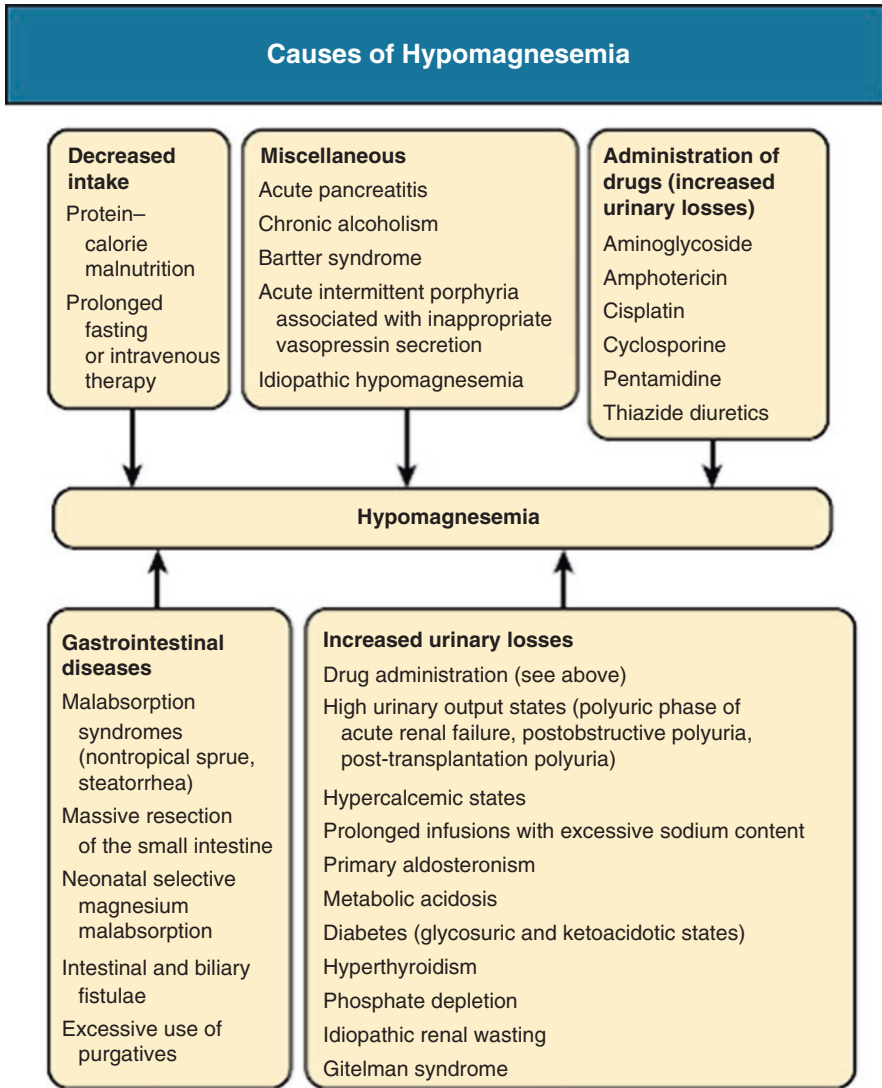 Causes of Hypomagnesemia
Decreased
intake
Protein–
calorie
malnutrition
Prolonged
fasting
or intravenous
therapy
Miscellaneous
Acute pancreatitis
Chronic alcoholism
Bartter syndrome
Acute intermittent porphyria
associated with inappropriate
vasopressin secretion
Idiopathic hypomagnesemia
Administration of
drugs (increased
urinary losses)
Aminoglycoside
Amphotericin
Cisplatin
Cyclosporine
Pentamidine
Thiazide diuretics
Hypomagnesemia
Gastrointestinal
diseases
Malabsorption
syndromes
(nontropical sprue,
steatorrhea)
Massive resection
of the small intestine
Neonatal selective
magnesium
malabsorption
Intestinal and biliary
fistulae
Excessive use of
purgatives
Increased urinary losses
Drug administration (see above)
High urinary output states (polyuric phase of
acute renal failure, postobstructive polyuria,
post-transplantation polyuria)
Hypercalcemic states
Prolonged infusions with excessive sodium content
Primary aldosteronism
Metabolic acidosis
Diabetes (glycosuric and ketoacidotic states)
Hyperthyroidism
Phosphate depletion
Idiopathic renal wasting
Gitelman syndrome